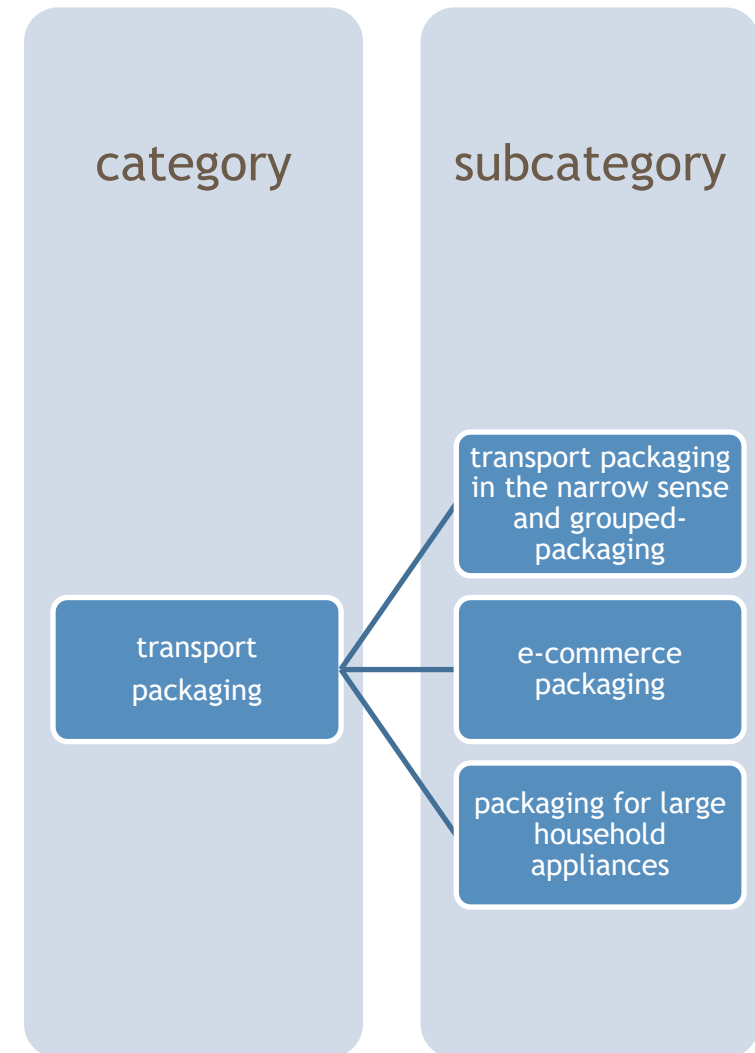 category
subcategory
transport packaging
in the narrow sense
and grouped-
packaging
transport
packaging
e-commerce
packaging
packaging for large
household
appliances